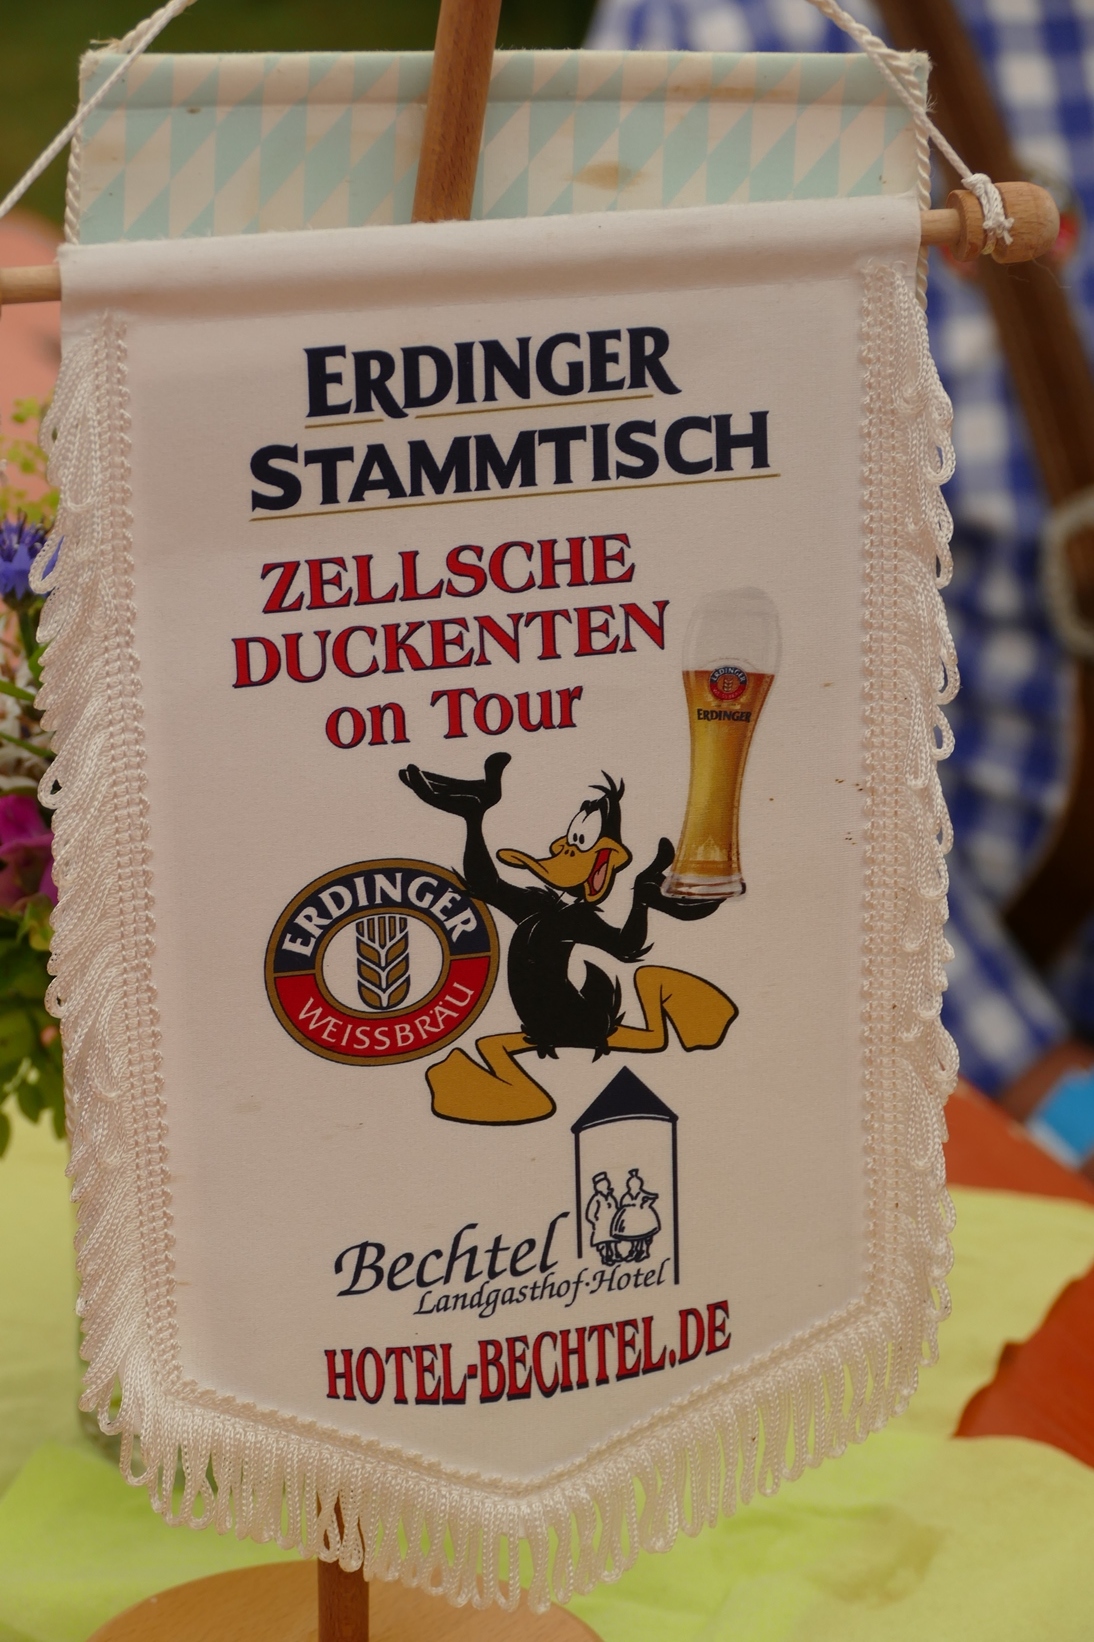 ERDINGER
STAMMTISCH
ZELLSCHE
DUCKENTEN
on Tour
ERDINGER
ERDINGER
ERDINGER
WEISSBRÄU
Bechtel
Landgasthof·Hotel
HOTEL-BECHTEL.DE